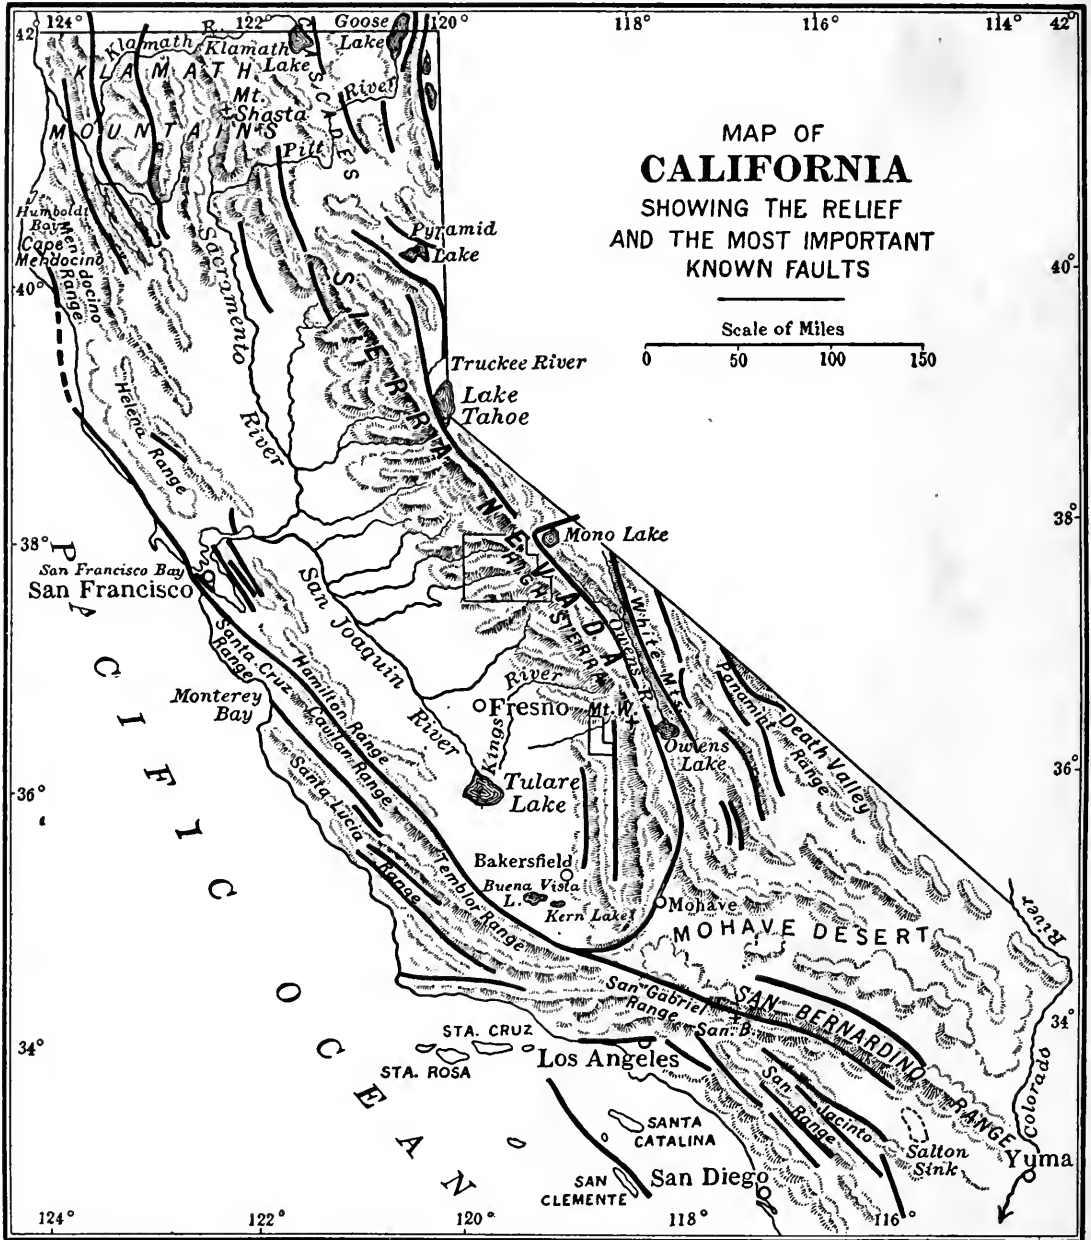 124° 122° 120° 118° 116° 114° 42°
42
Klamath R.
Klamath Lake
Goose Lake
KLAMATH MOUNTAINS
Mt. Shasta
CASCADES
River
Pitt
Humboldt Bay
Cape Mendocino
Mendocino Range
Sacramento River
Pyramid Lake
MAP OF
CALIFORNIA
SHOWING THE RELIEF
AND THE MOST IMPORTANT
KNOWN FAULTS
Scale of Miles
0 50 100 150
40° 40°
SIERRA NEVADA
Truckee River
Lake Tahoe
Helena Range
38° 38°
Mono Lake
HIGH SIERRA
San Francisco Bay
San Francisco
San Joaquin River
White Mts.
Owens R.
Santa Cruz Range
Hamilton Range
Monterey Bay
Fresno
Kings River
Mt. W.
Owens Lake
Panamint Range
Death Valley
Santa Lucia Range
Tulare Lake
36° 36°
Temblor Range
Bakersfield
Buena Vista L.
Kern Lake
Mohave
MOHAVE DESERT
San Gabriel Range
San. B.
SAN BERNARDINO RANGE
34° 34°
STA. CRUZ
STA. ROSA
Los Angeles
San Jacinto Range
SANTA CATALINA
SAN CLEMENTE
San Diego
Salton Sink
Colorado River
Yuma
PACIFIC OCEAN
124° 122° 120° 118° 116°